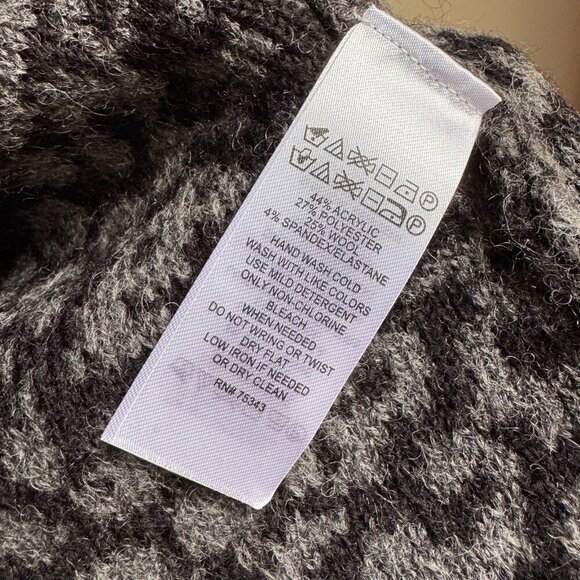 44% ACRYLIC
27% POLYESTER
25% WOOL
4% SPANDEX/ELASTANE
HAND WASH COLD
WASH WITH LIKE COLORS
USE MILD DETERGENT
ONLY NON-CHLORINE
BLEACH
WHEN NEEDED
DO NOT WRING OR TWIST
DRY FLAT
LOW IRON IF NEEDED
OR DRY CLEAN
RN# 75343